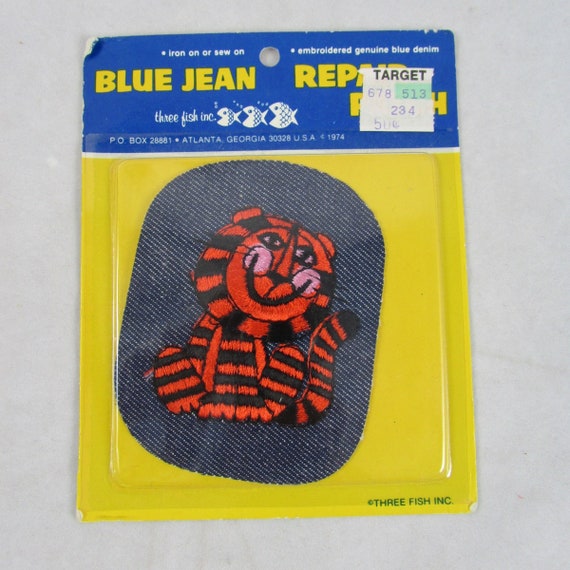 • iron on or sew on • embroidered genuine blue denim
BLUE JEAN REPAIR
TARGET
678 513
234
three fish inc.
P.O. BOX 28881 • ATLANTA, GEORGIA 30328 U.S.A. ©1974
©THREE FISH INC.